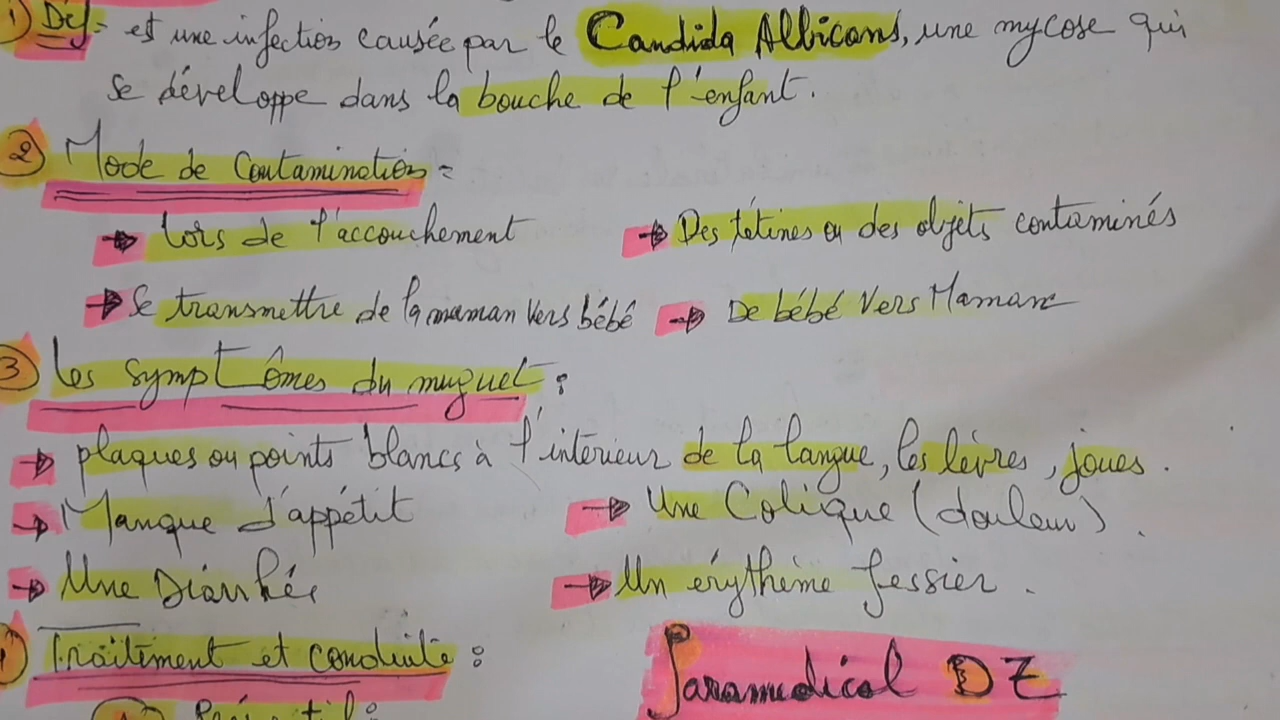 1) Def = est une infection causée par le Candida Albicans, une mycose qui
se développe dans la bouche de l'enfant.
2) Mode de Contamination =
→ lors de l'accouchement → Des tétines ou des objets contaminés
→ Se transmettre de la maman vers bébé → De bébé vers Maman
3) Les symptômes du muguet :
→ plaques ou points blancs à l'intérieur de la langue, les lèvres, joues.
→ Manque d'appétit → Une Colique (douleur).
→ Une Diarrhée → Un érythème fessier.
Traitement et conduite :
Paramedical DZ
Préventif :